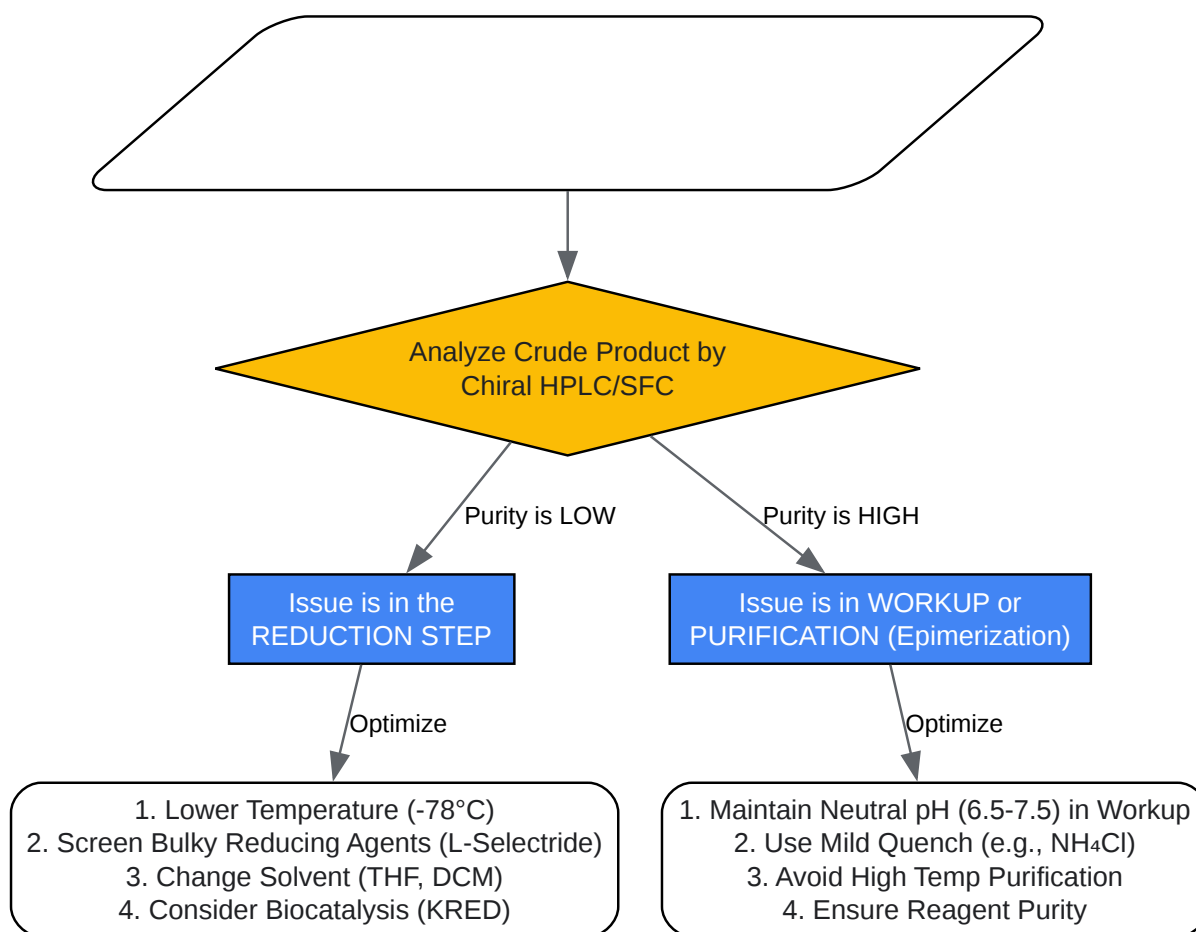 Analyze Crude Product by
Chiral HPLC/SFC
Purity is LOW
Purity is HIGH
Issue is in the
REDUCTION STEP
Issue is in WORKUP or
PURIFICATION (Epimerization)
Optimize
Optimize
1. Lower Temperature (-78°C)
2. Screen Bulky Reducing Agents (L-Selectride)
3. Change Solvent (THF, DCM)
4. Consider Biocatalysis (KRED)
1. Maintain Neutral pH (6.5-7.5) in Workup
2. Use Mild Quench (e.g., NH₄Cl)
3. Avoid High Temp Purification
4. Ensure Reagent Purity